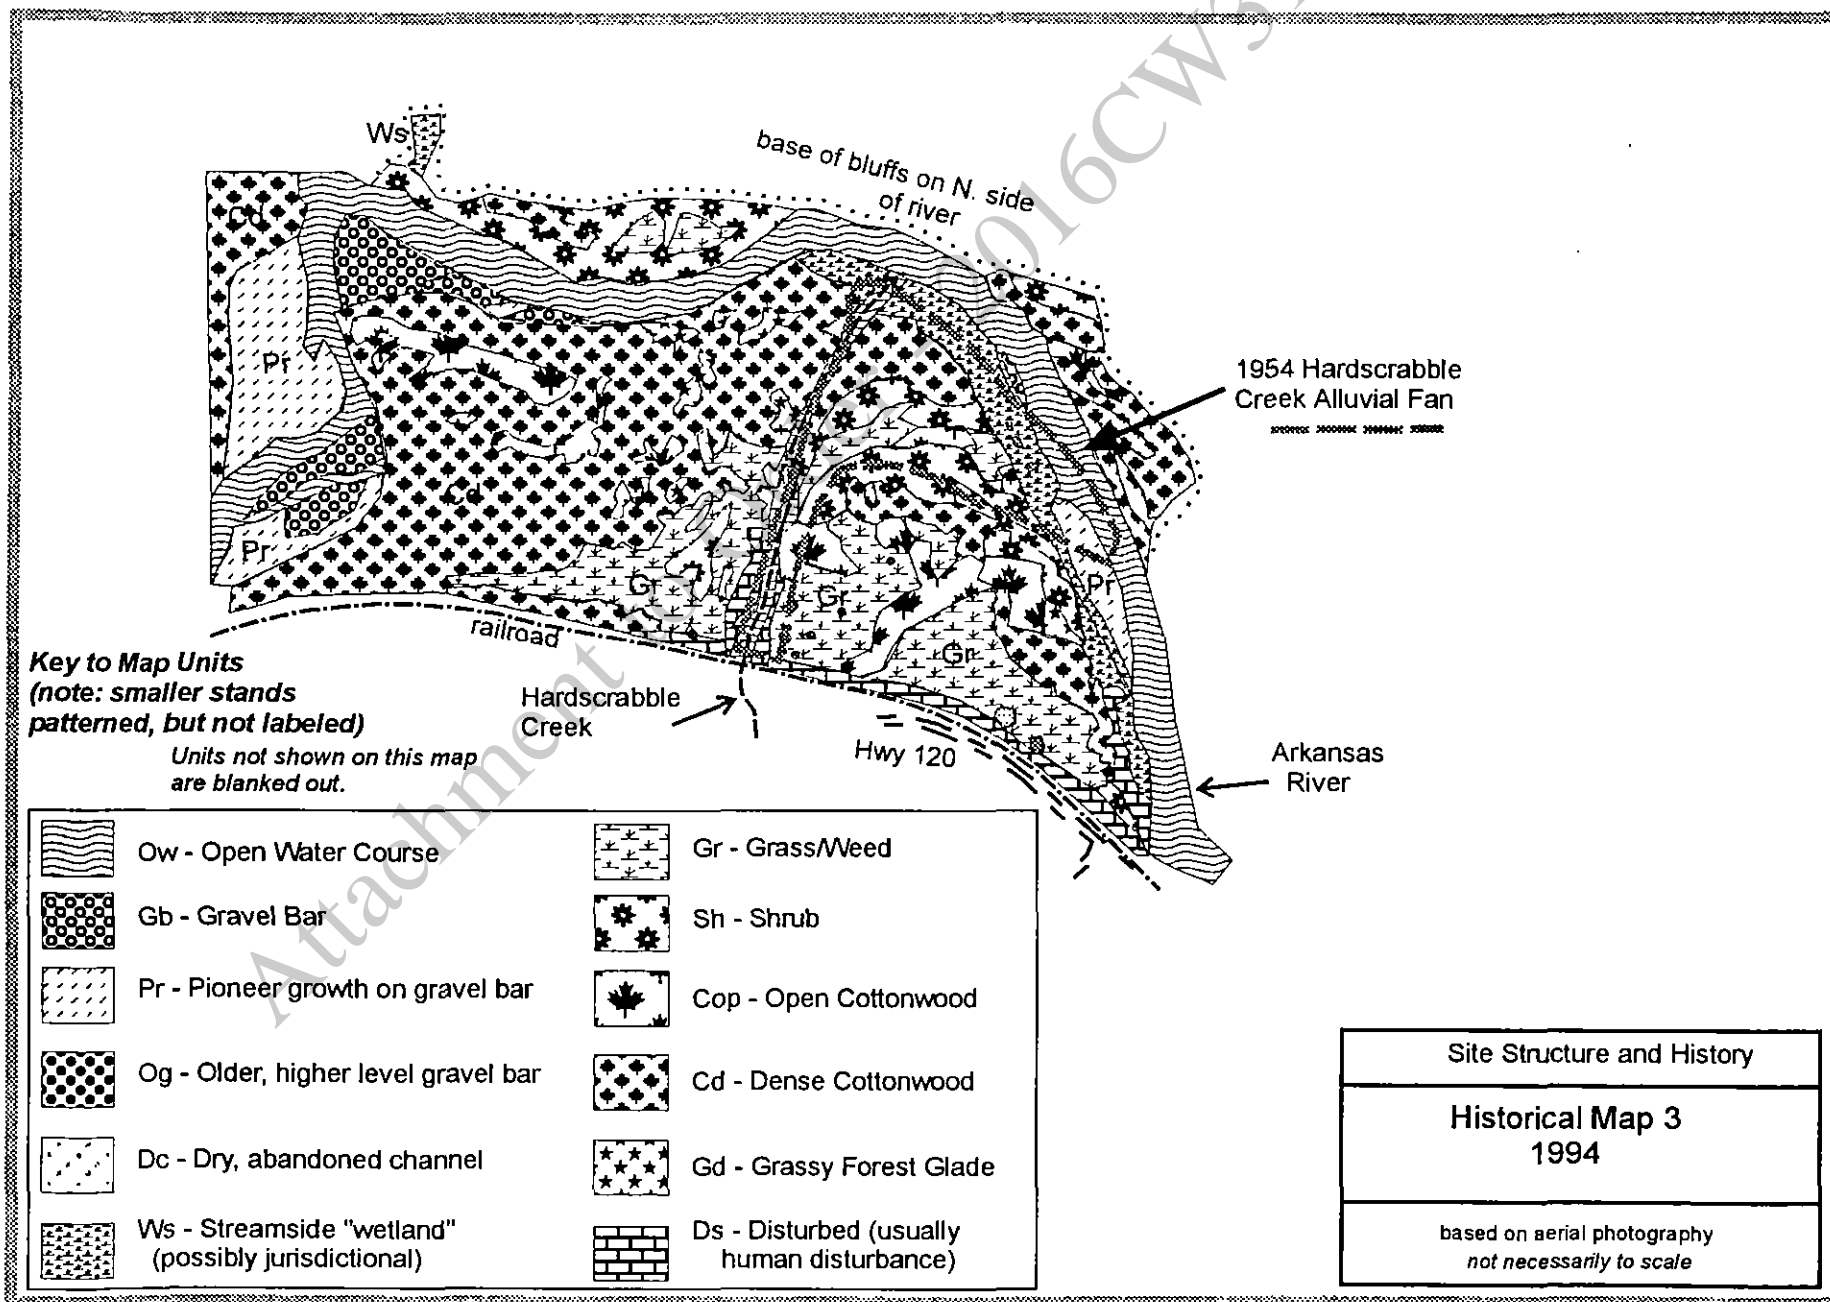 Ws
base of bluffs on N. side
of river
Cd
Pr
1954 Hardscrabble
Creek Alluvial Fan
Cd
Pr
Gr
Gr
Pr
Gr
railroad
Hardscrabble
Creek
Hwy 120
Arkansas
River
Key to Map Units
(note: smaller stands
patterned, but not labeled)
Units not shown on this map
are blanked out.
Ow - Open Water Course
Gb - Gravel Bar
Pr - Pioneer growth on gravel bar
Og - Older, higher level gravel bar
Dc - Dry, abandoned channel
Ws - Streamside "wetland"
(possibly jurisdictional)
Gr - Grass/Weed
Sh - Shrub
Cop - Open Cottonwood
Cd - Dense Cottonwood
Gd - Grassy Forest Glade
Ds - Disturbed (usually
human disturbance)
Site Structure and History
Historical Map 3
1994
based on aerial photography
not necessarily to scale
Attachment to
2016CW31